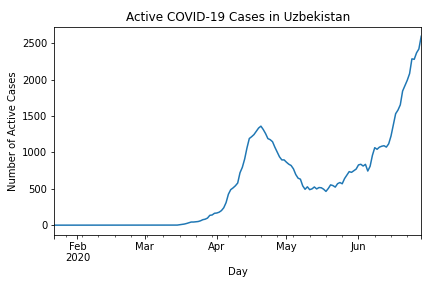 Active COVID-19 Cases in Uzbekistan
Number of Active Cases
2500
2000
1500
1000
500
0
Feb
2020
Mar
Apr
May
Jun
Day